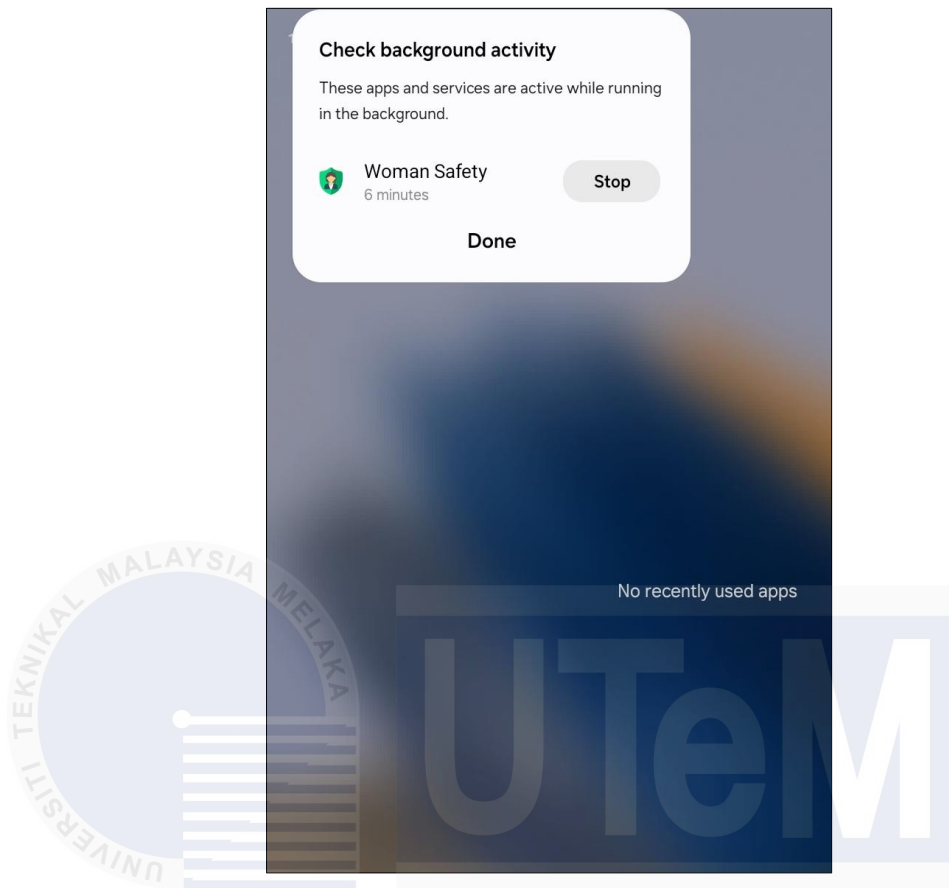 Check background activity
These apps and services are active while running
in the background.
Woman Safety
6 minutes
Stop
Done
No recently used apps
UNIVERSITI TEKNIKAL MALAYSIA MELAKA
UTeM